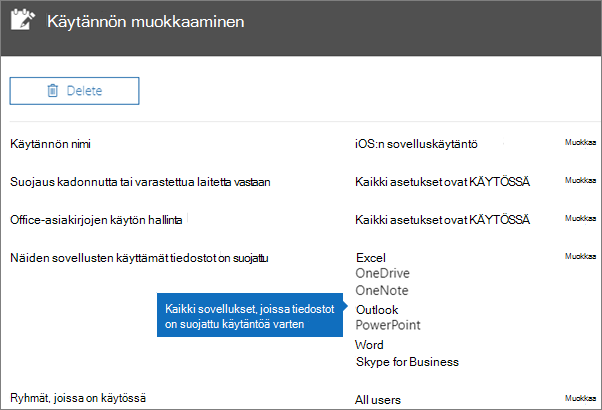 Käytännön muokkaaminen
Delete
Käytännön nimi iOS:n sovelluskäytäntö Muokkaa
Suojaus kadonnutta tai varastettua laitetta vastaan Kaikki asetukset ovat KÄYTÖSSÄ Muokkaa
Office-asiakirjojen käytön hallinta Kaikki asetukset ovat KÄYTÖSSÄ Muokkaa
Näiden sovellusten käyttämät tiedostot on suojattu Excel Muokkaa
OneDrive
OneNote
Kaikki sovellukset, joissa tiedostot
on suojattu käytäntöä varten
Outlook
PowerPoint
Word
Skype for Business
Ryhmät, joissa on käytössä All users Muokkaa